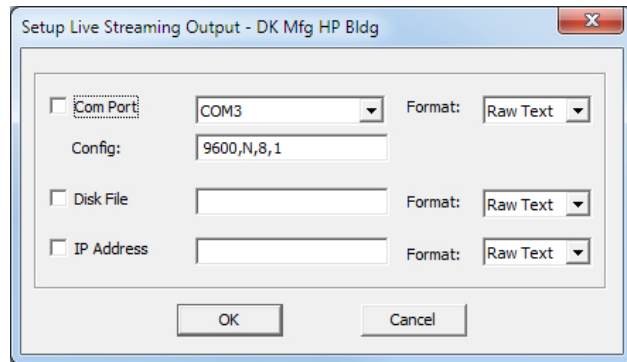 Setup Live Streaming Output - DK Mfg HP Bldg
Com Port COM3 Format: Raw Text
Config: 9600,N,8,1
Disk File Format: Raw Text
IP Address Format: Raw Text
OK Cancel